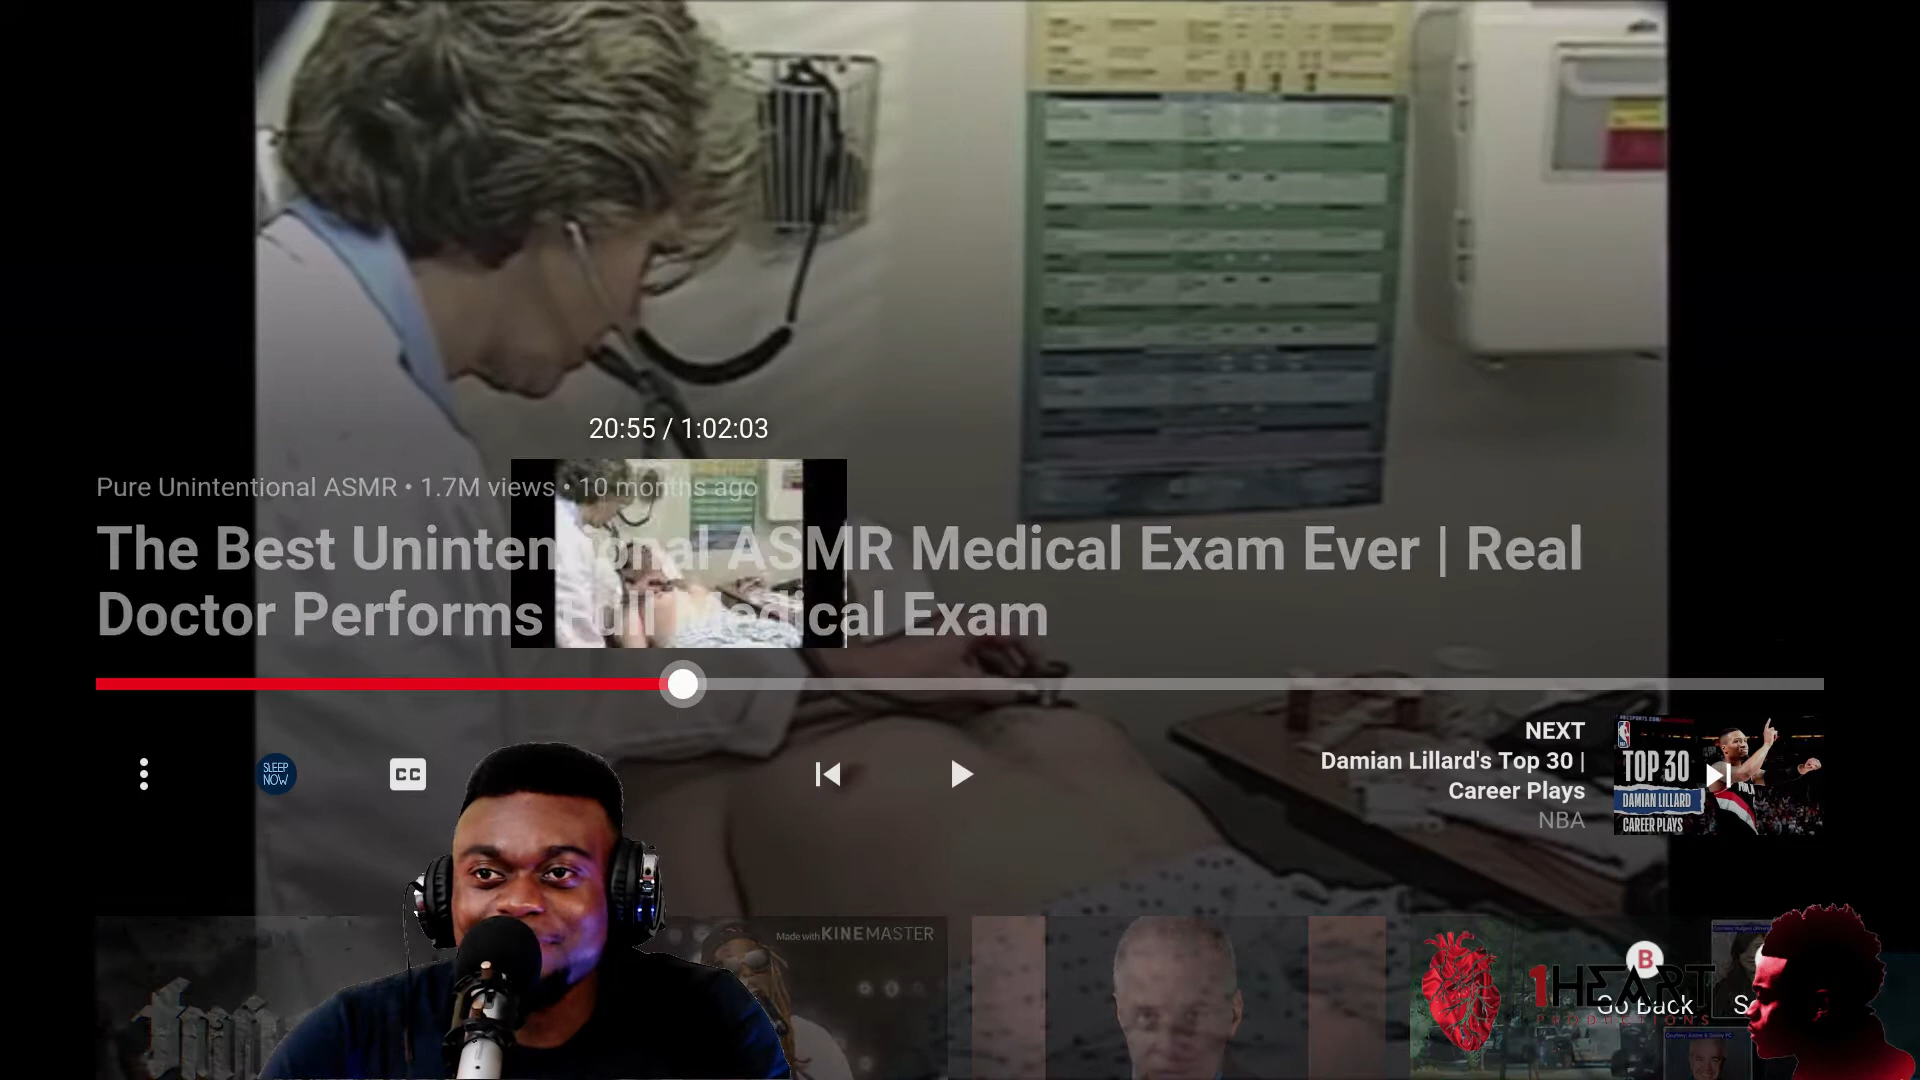 20:55 / 1:02:03
Pure Unintentional ASMR • 1.7M views • 10 months ago
The Best Unintentional ASMR Medical Exam Ever | Real
Doctor Performs Full Medical Exam
SLEEP
NOW
CC
NEXT
Damian Lillard's Top 30 |
Career Plays
NBA
TOP 30
DAMIAN LILLARD
CAREER PLAYS
Made with KINEMASTER
B
1HEART
PRODUCTIONS
Go Back